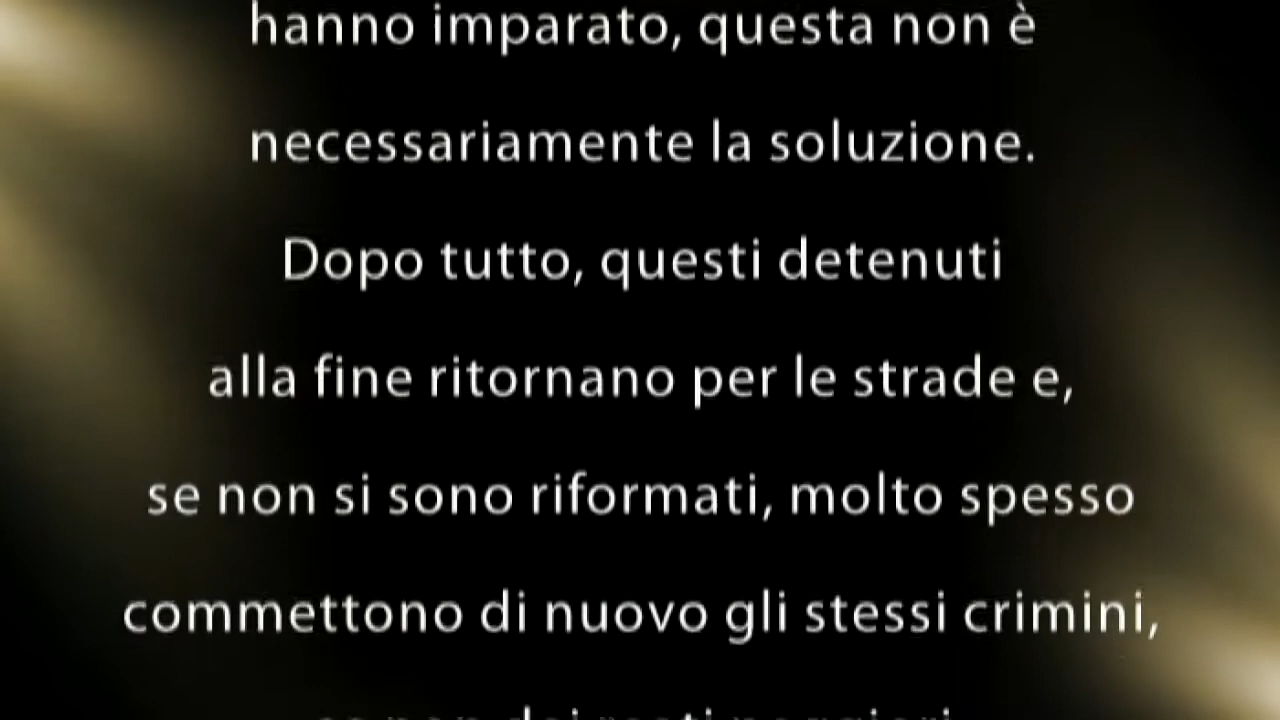 hanno imparato, questa non è
necessariamente la soluzione.
Dopo tutto, questi detenuti
alla fine ritornano per le strade e,
se non si sono riformati, molto spesso
commettono di nuovo gli stessi crimini,